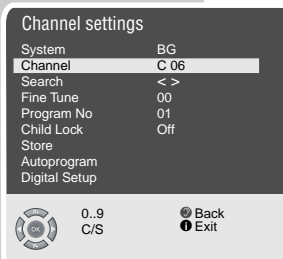 Channel settings
System BG
Channel C 06
Search < >
Fine Tune 00
Program No 01
Child Lock Off
Store
Autoprogram
Digital Setup
0..9 Back
OK C/S Exit